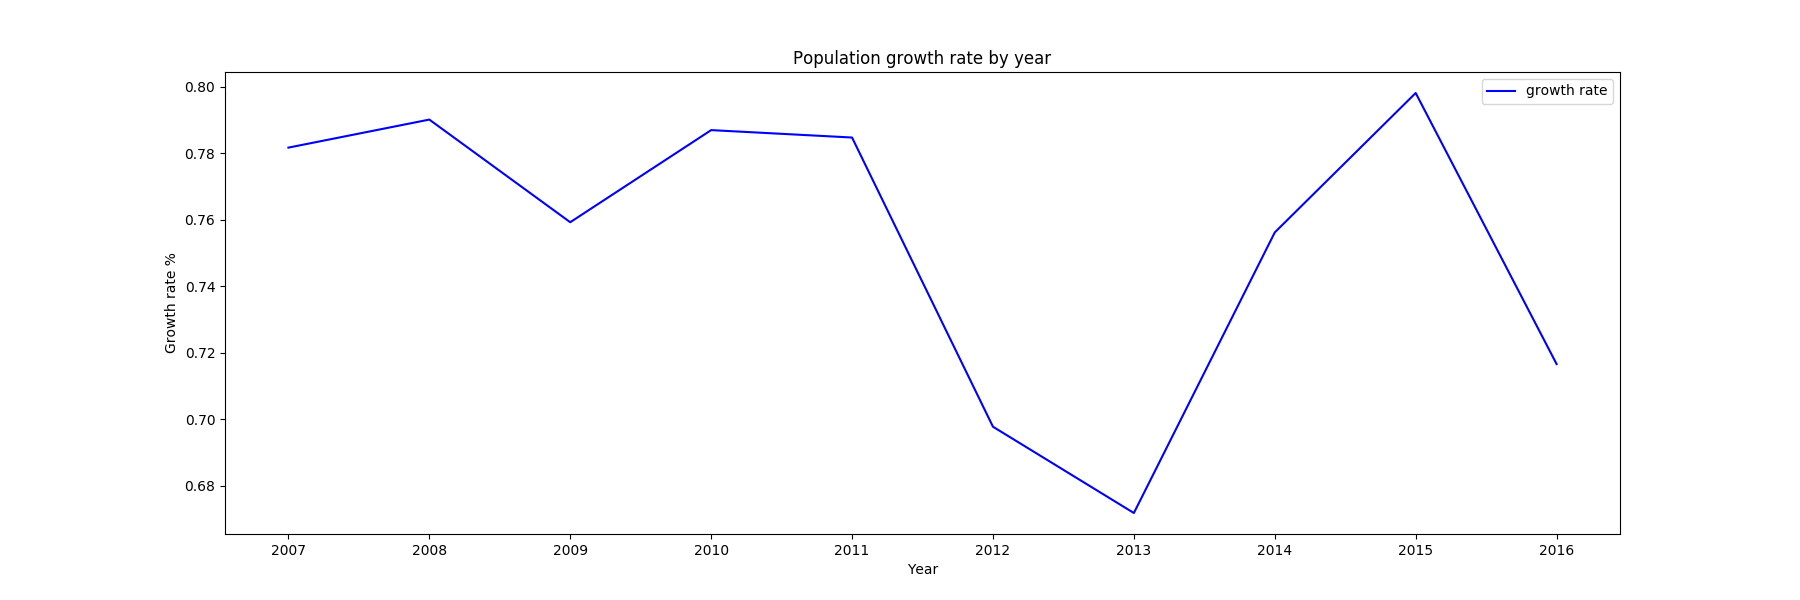 Population growth rate by year
growth rate
Growth rate %
0.80
0.78
0.76
0.74
0.72
0.70
0.68
2007 2008 2009 2010 2011 2012 2013 2014 2015 2016
Year